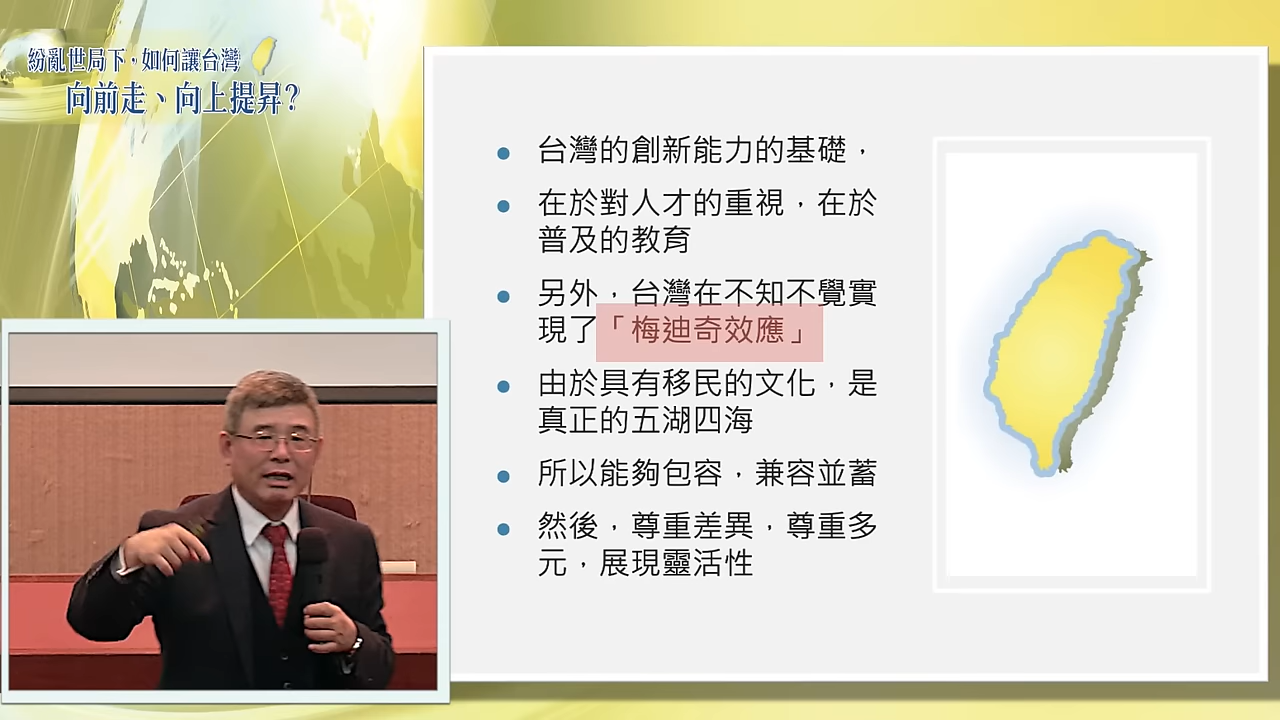 紛亂世局下，如何讓台灣
向前走、向上提昇？
台灣的創新能力的基礎，
在於對人才的重視，在於
普及的教育
另外，台灣在不知不覺實
現了「梅迪奇效應」
由於具有移民的文化，是
真正的五湖四海
所以能夠包容，兼容並蓄
然後，尊重差異，尊重多
元，展現靈活性